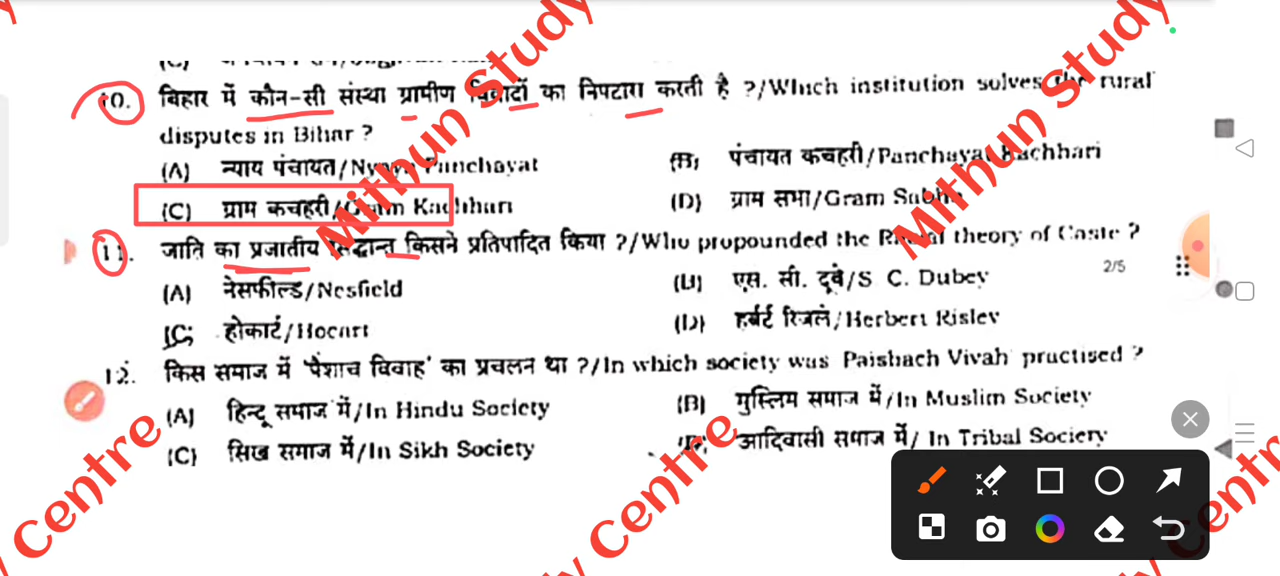 10. बिहार में कौन-सी संस्था ग्रामीण विवादों का निपटारा करती है ?/Which institution solves the rural
disputes in Bihar ?
(A) न्याय पंचायत/Nyaya Panchayat (B) पंचायत कचहरी/Panchayat Kachhari
(C) ग्राम कचहरी/Gram Kachhari (D) ग्राम सभा/Gram Sabha
11. जाति का प्रजातीय सिद्धान्त किसने प्रतिपादित किया ?/Who propounded the Racial theory of Caste ?
2/5
(A) नेसफील्ड/Nesfield (B) एस. सी. दूबे/S C. Dubey
(C) होकार्ट/Hocart (D) हर्बर्ट रिजले/Herbert Risley
12. किस समाज में 'पैशाच विवाह' का प्रचलन था ?/In which society was Paishach Vivah practised ?
(A) हिन्दू समाज में/In Hindu Society (B) मुस्लिम समाज में/In Muslim Society
(C) सिख समाज में/In Sikh Society (D) आदिवासी समाज में/ In Tribal Society
Mithun Study
Mithun Study
Centre
Centre
Centre